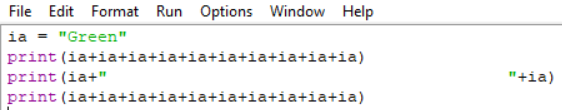 File Edit Format Run Options Window Help
ia = "Green"
print(ia+ia+ia+ia+ia+ia+ia+ia+ia+ia)
print(ia+"                                        "+ia)
print(ia+ia+ia+ia+ia+ia+ia+ia+ia+ia)